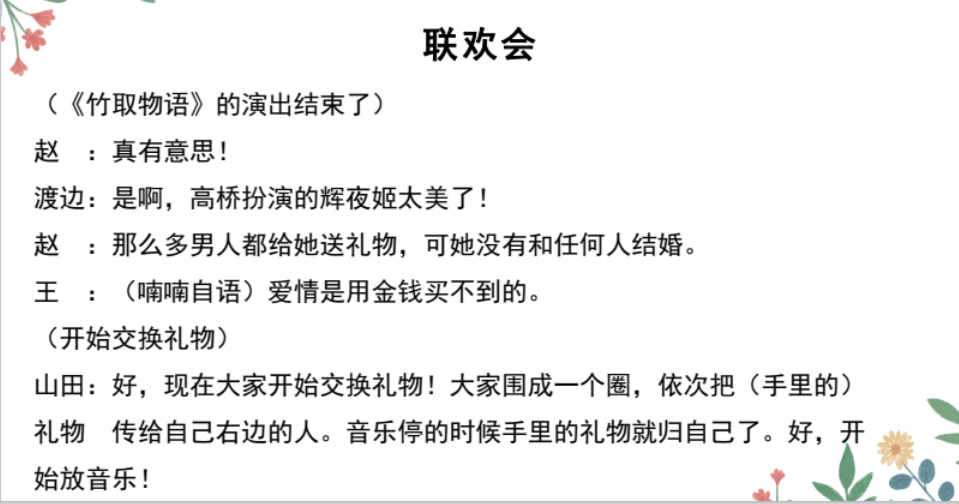 联欢会
（《竹取物语》的演出结束了）
赵　：真有意思！
渡边：是啊，高桥扮演的辉夜姬太美了！
赵　：那么多男人都给她送礼物，可她没有和任何人结婚。
王　：（喃喃自语）爱情是用金钱买不到的。
（开始交换礼物）
山田：好，现在大家开始交换礼物！大家围成一个圈，依次把（手里的）
礼物　传给自己右边的人。音乐停的时候手里的礼物就归自己了。好，开
始放音乐！